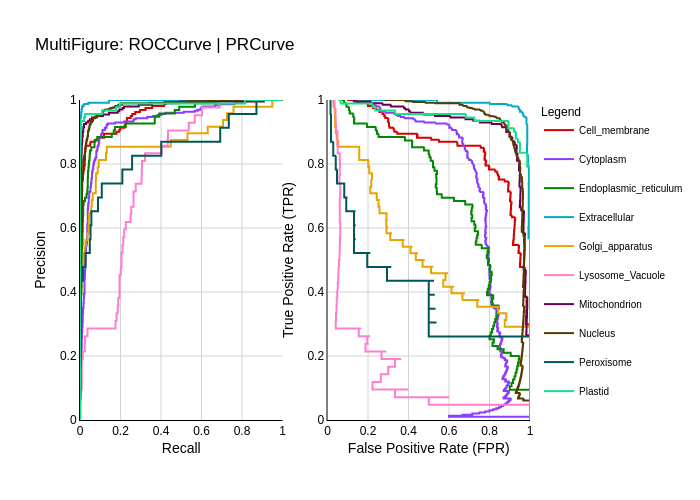 MultiFigure: ROCCurve | PRCurve
1
0.8
0.6
0.4
0.2
0
0 0.2 0.4 0.6 0.8 1
Precision
Recall
1
0.8
0.6
0.4
0.2
0
0 0.2 0.4 0.6 0.8 1
True Positive Rate (TPR)
False Positive Rate (FPR)
Legend
Cell_membrane
Cytoplasm
Endoplasmic_reticulum
Extracellular
Golgi_apparatus
Lysosome_Vacuole
Mitochondrion
Nucleus
Peroxisome
Plastid